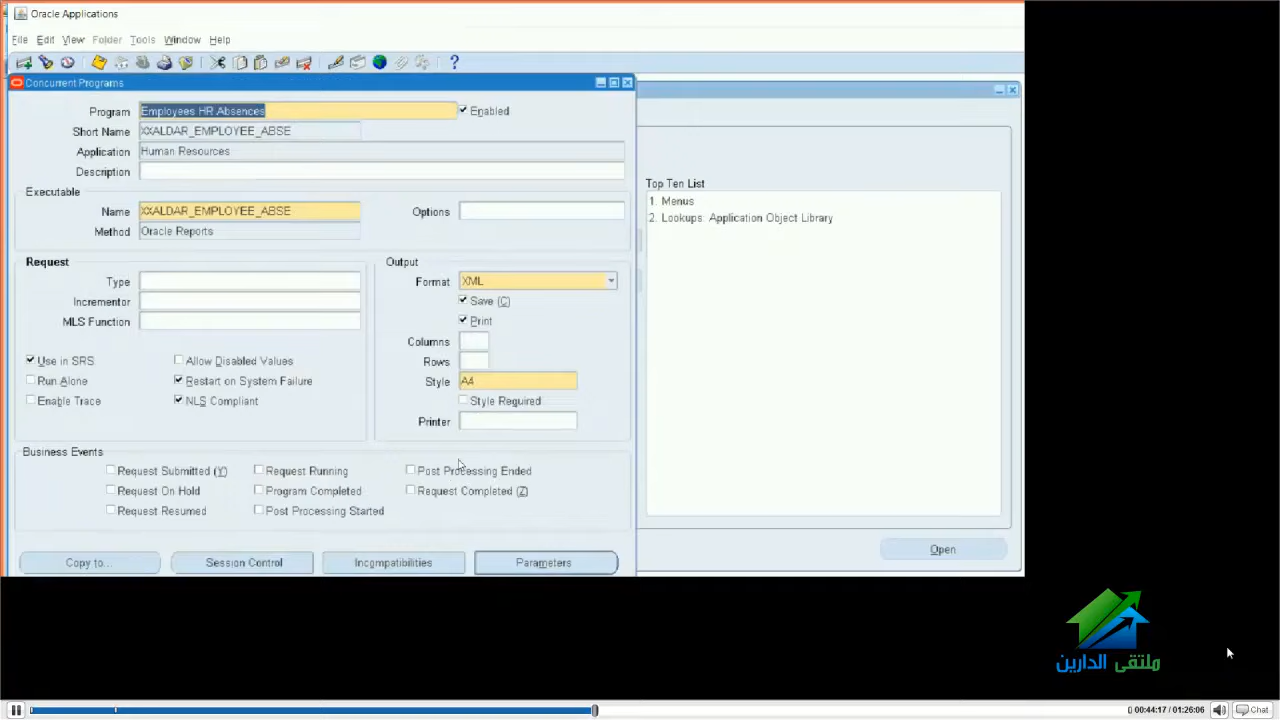 Oracle Applications
File Edit View Folder Tools Window Help
Concurrent Programs
Program Employees HR Absences Enabled
Short Name XXALDAR_EMPLOYEE_ABSE
Application Human Resources
Description
Executable
Name XXALDAR_EMPLOYEE_ABSE Options
Method Oracle Reports
Request
Type
Incrementor
MLS Function
Use in SRS Allow Disabled Values
Run Alone Restart on System Failure
Enable Trace NLS Compliant
Output
Format XML
Save (C)
Print
Columns
Rows
Style A4
Style Required
Printer
Business Events
Request Submitted (Y) Request Running Post Processing Ended
Request On Hold Program Completed Request Completed (Z)
Request Resumed Post Processing Started
Copy to... Session Control Incompatibilities Parameters
Top Ten List
1. Menus
2. Lookups: Application Object Library
Open
ملتقى الدارين
00:44:17 / 01:26:06 Chat